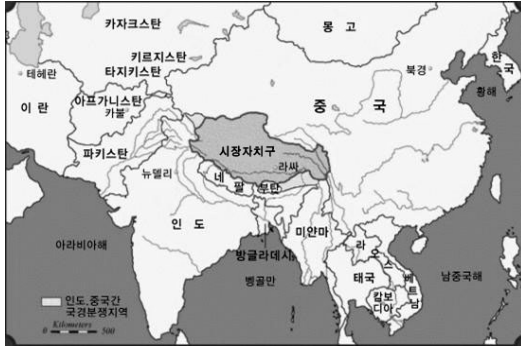 카자크스탄
몽 고
키르지스탄
타지키스탄
북경
한
국
테헤란
황해
이 란
아프가니스탄
카불
중 국
파키스탄
시장자치구
라싸
뉴델리
네
팔
부탄
인 도
미얀마
아라비아해
방글라데시
라
오
스
벵골만
태국
베
트
남
남중국해
캄보
디아
인도.중국간
국경분쟁지역
Kilometers
0 500